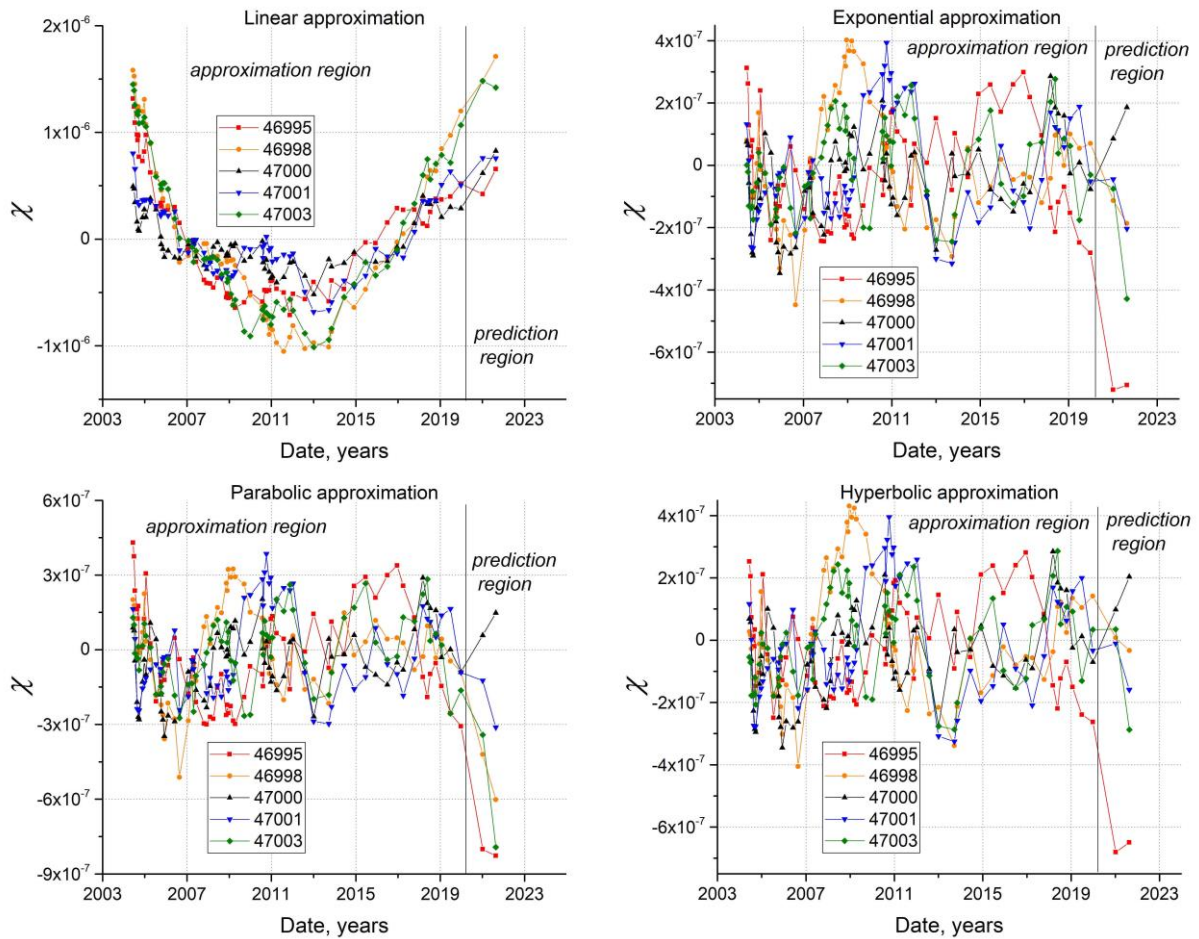 Linear approximation
2x10⁻⁶
1x10⁻⁶
0
-1x10⁻⁶
χ
approximation region
46995
46998
47000
47001
47003
prediction
region
2003 2007 2011 2015 2019 2023
Date, years
Exponential approximation
4x10⁻⁷
2x10⁻⁷
0
-2x10⁻⁷
-4x10⁻⁷
-6x10⁻⁷
χ
approximation region
prediction
region
46995
46998
47000
47001
47003
2003 2007 2011 2015 2019 2023
Date, years
Parabolic approximation
6x10⁻⁷
3x10⁻⁷
0
-3x10⁻⁷
-6x10⁻⁷
-9x10⁻⁷
χ
approximation region
prediction
region
46995
46998
47000
47001
47003
2003 2007 2011 2015 2019 2023
Date, years
Hyperbolic approximation
4x10⁻⁷
2x10⁻⁷
0
-2x10⁻⁷
-4x10⁻⁷
-6x10⁻⁷
χ
approximation region
prediction
region
46995
46998
47000
47001
47003
2003 2007 2011 2015 2019 2023
Date, years